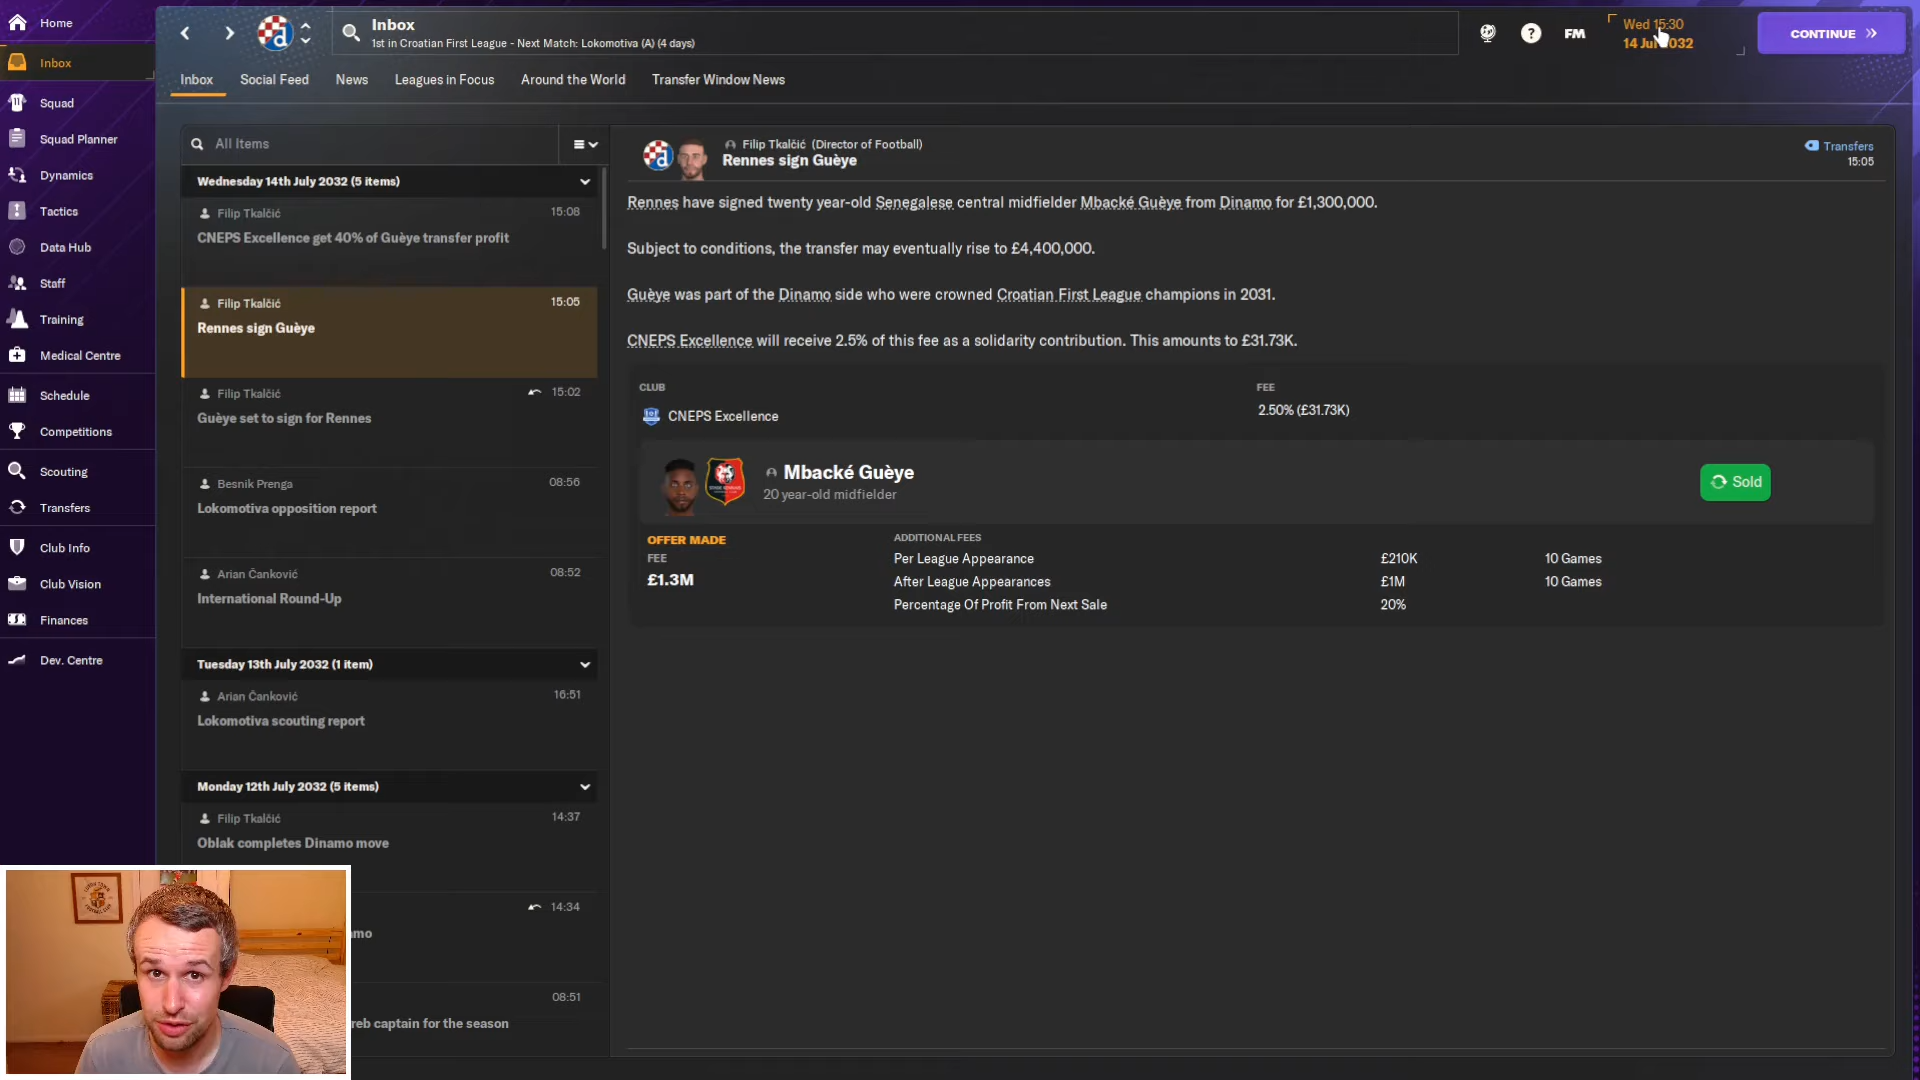 Home
Inbox
Squad
Squad Planner
Dynamics
Tactics
Data Hub
Staff
Training
Medical Centre
Schedule
Competitions
Scouting
Transfers
Club Info
Club Vision
Finances
Dev. Centre
Inbox
1st in Croatian First League - Next Match: Lokomotiva (A) (4 days)
FM
Wed 15:30
14 Jul 2032
CONTINUE
Inbox
Social Feed
News
Leagues in Focus
Around the World
Transfer Window News
All Items
Wednesday 14th July 2032 (5 items)
Filip Tkalčić 15:08
CNEPS Excellence get 40% of Guèye transfer profit
Filip Tkalčić 15:05
Rennes sign Guèye
Filip Tkalčić 15:02
Guèye set to sign for Rennes
Besnik Prenga 08:56
Lokomotiva opposition report
Arian Čanković 08:52
International Round-Up
Tuesday 13th July 2032 (1 item)
Arian Čanković 16:51
Lokomotiva scouting report
Monday 12th July 2032 (5 items)
Filip Tkalčić 14:37
Oblak completes Dinamo move
14:34
amo
08:51
reb captain for the season
Filip Tkalčić (Director of Football)
Rennes sign Guèye
Transfers
15:05
Rennes have signed twenty year-old Senegalese central midfielder Mbacké Guèye from Dinamo for £1,300,000.
Subject to conditions, the transfer may eventually rise to £4,400,000.
Guèye was part of the Dinamo side who were crowned Croatian First League champions in 2031.
CNEPS Excellence will receive 2.5% of this fee as a solidarity contribution. This amounts to £31.73K.
CLUB FEE
CNEPS Excellence 2.50% (£31.73K)
Mbacké Guèye
20 year-old midfielder
Sold
OFFER MADE
FEE
£1.3M
ADDITIONAL FEES
Per League Appearance £210K 10 Games
After League Appearances £1M 10 Games
Percentage Of Profit From Next Sale 20%